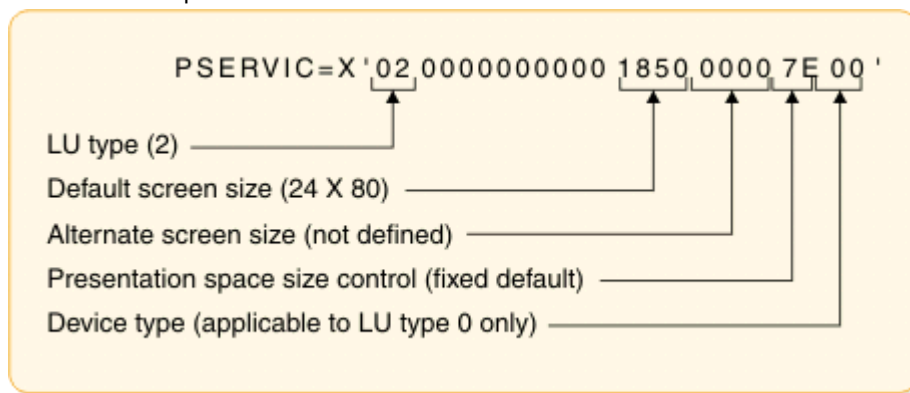 PSERVIC=X'02 0000000000 1850 0000 7E 00'
LU type (2)
Default screen size (24 X 80)
Alternate screen size (not defined)
Presentation space size control (fixed default)
Device type (applicable to LU type 0 only)